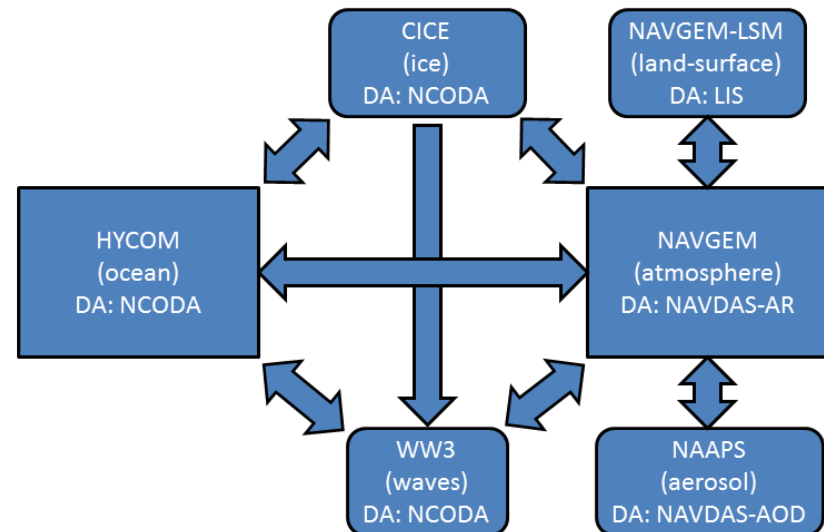 CICE
(ice)
DA: NCODA
NAVGEM-LSM
(land-surface)
DA: LIS
HYCOM
(ocean)
DA: NCODA
NAVGEM
(atmosphere)
DA: NAVDAS-AR
WW3
(waves)
DA: NCODA
NAAPS
(aerosol)
DA: NAVDAS-AOD